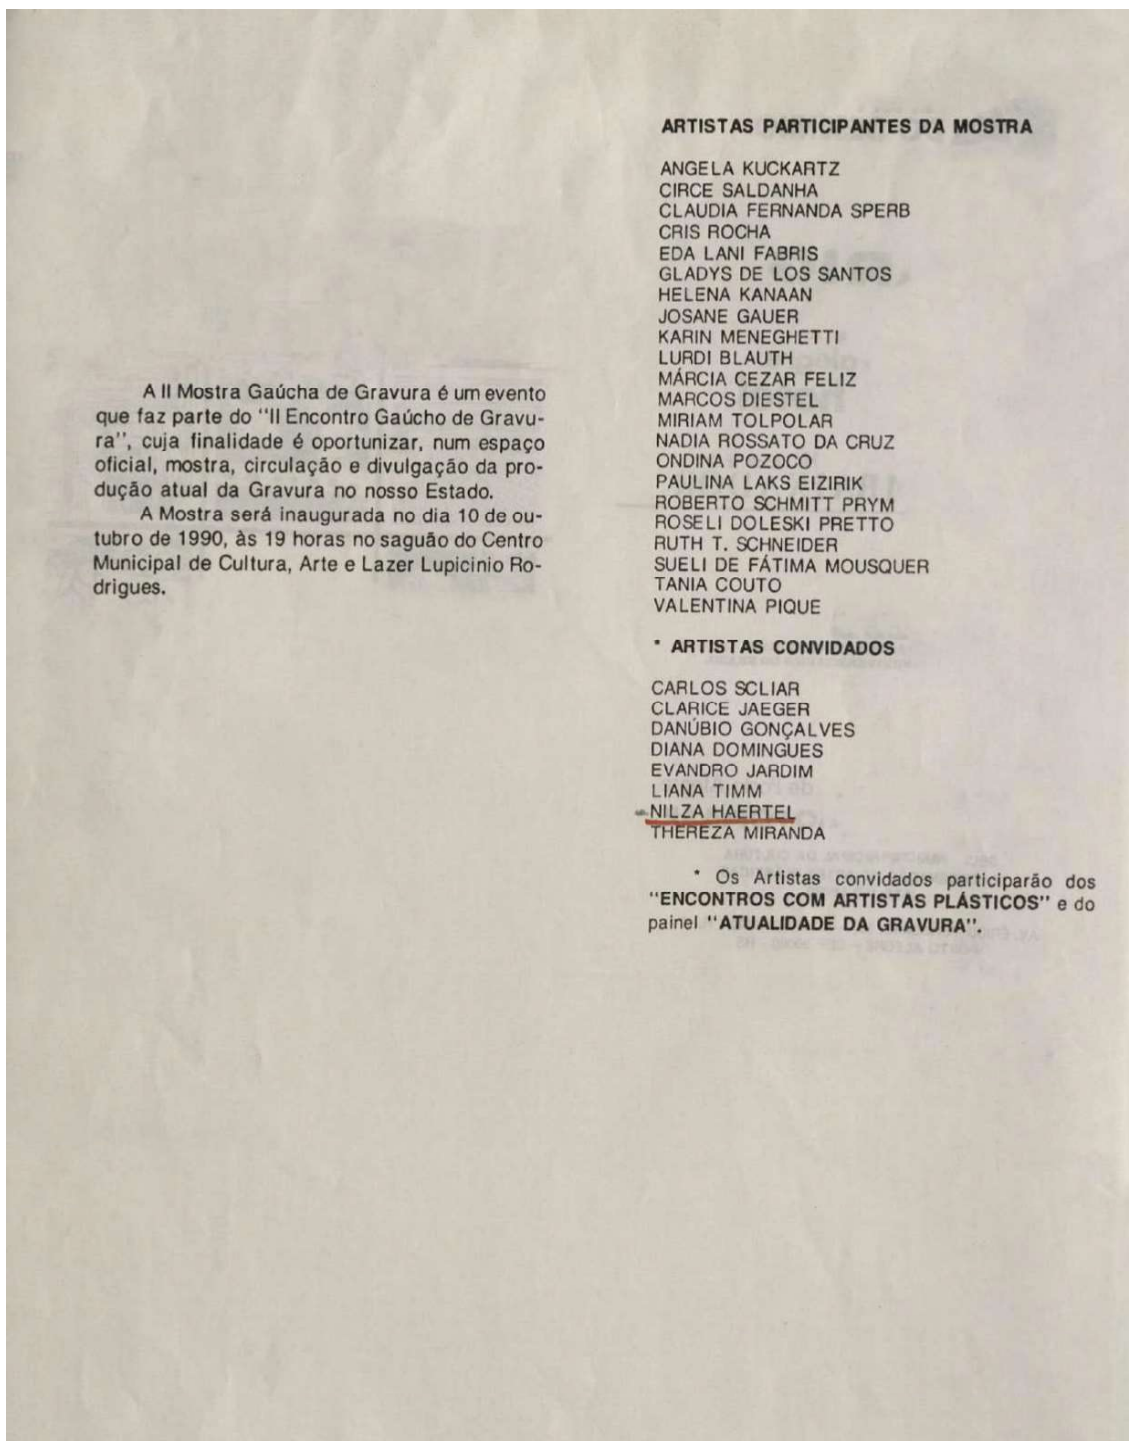 A II Mostra Gaúcha de Gravura é um evento
que faz parte do "II Encontro Gaúcho de Gravu-
ra", cuja finalidade é oportunizar, num espaço
oficial, mostra, circulação e divulgação da pro-
dução atual da Gravura no nosso Estado.
A Mostra será inaugurada no dia 10 de ou-
tubro de 1990, às 19 horas no saguão do Centro
Municipal de Cultura, Arte e Lazer Lupicinio Ro-
drigues.
ARTISTAS PARTICIPANTES DA MOSTRA
ANGELA KUCKARTZ
CIRCE SALDANHA
CLAUDIA FERNANDA SPERB
CRIS ROCHA
EDA LANI FABRIS
GLADYS DE LOS SANTOS
HELENA KANAAN
JOSANE GAUER
KARIN MENEGHETTI
LURDI BLAUTH
MÁRCIA CEZAR FELIZ
MARCOS DIESTEL
MIRIAM TOLPOLAR
NADIA ROSSATO DA CRUZ
ONDINA POZOCO
PAULINA LAKS EIZIRIK
ROBERTO SCHMITT PRYM
ROSELI DOLESKI PRETTO
RUTH T. SCHNEIDER
SUELI DE FÁTIMA MOUSQUER
TANIA COUTO
VALENTINA PIQUE
* ARTISTAS CONVIDADOS
CARLOS SCLIAR
CLARICE JAEGER
DANÚBIO GONÇALVES
DIANA DOMINGUES
EVANDRO JARDIM
LIANA TIMM
NILZA HAERTEL
THEREZA MIRANDA
* Os Artistas convidados participarão dos
"ENCONTROS COM ARTISTAS PLÁSTICOS" e do
painel "ATUALIDADE DA GRAVURA".